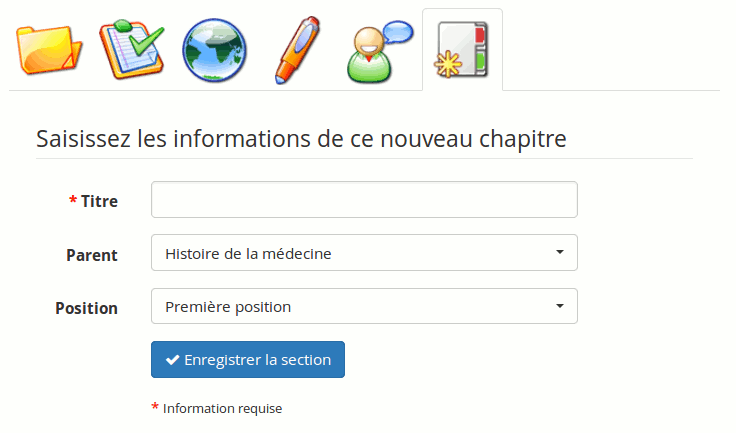 Saisissez les informations de ce nouveau chapitre
* Titre
Parent
Histoire de la médecine
Position
Première position
Enregistrer la section
* Information requise